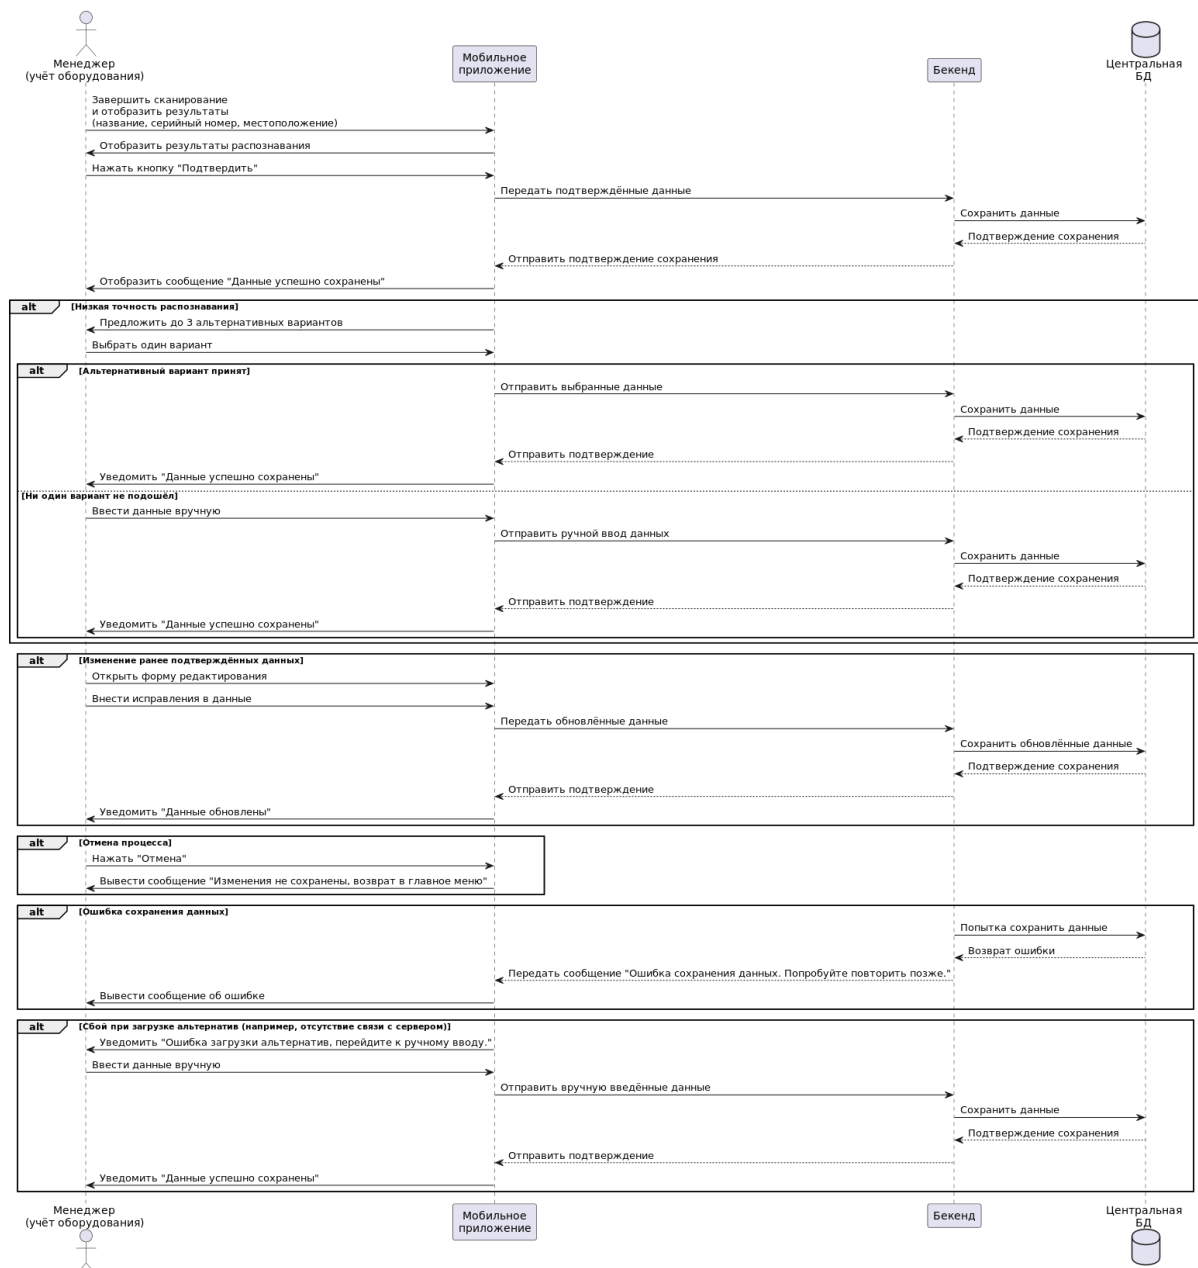 Менеджер
(учёт оборудования)
Мобильное
приложение
Бекенд
Центральная
БД
Завершить сканирование
и отобразить результаты
(название, серийный номер, местоположение)
Отобразить результаты распознавания
Нажать кнопку "Подтвердить"
Передать подтверждённые данные
Сохранить данные
Подтверждение сохранения
Отправить подтверждение сохранения
Отобразить сообщение "Данные успешно сохранены"
alt [Низкая точность распознавания]
Предложить до 3 альтернативных вариантов
Выбрать один вариант
alt [Альтернативный вариант принят]
Отправить выбранные данные
Сохранить данные
Подтверждение сохранения
Отправить подтверждение
Уведомить "Данные успешно сохранены"
[Ни один вариант не подошёл]
Ввести данные вручную
Отправить ручной ввод данных
Сохранить данные
Подтверждение сохранения
Отправить подтверждение
Уведомить "Данные успешно сохранены"
alt [Изменение ранее подтверждённых данных]
Открыть форму редактирования
Внести исправления в данные
Передать обновлённые данные
Сохранить обновлённые данные
Подтверждение сохранения
Отправить подтверждение
Уведомить "Данные обновлены"
alt [Отмена процесса]
Нажать "Отмена"
Вывести сообщение "Изменения не сохранены, возврат в главное меню"
alt [Ошибка сохранения данных]
Попытка сохранить данные
Возврат ошибки
Передать сообщение "Ошибка сохранения данных. Попробуйте повторить позже."
Вывести сообщение об ошибке
alt [Сбой при загрузке альтернатив (например, отсутствие связи с сервером)]
Уведомить "Ошибка загрузки альтернатив, перейдите к ручному вводу."
Ввести данные вручную
Отправить вручную введённые данные
Сохранить данные
Подтверждение сохранения
Отправить подтверждение
Уведомить "Данные успешно сохранены"
Менеджер
(учёт оборудования)
Мобильное
приложение
Бекенд
Центральная
БД